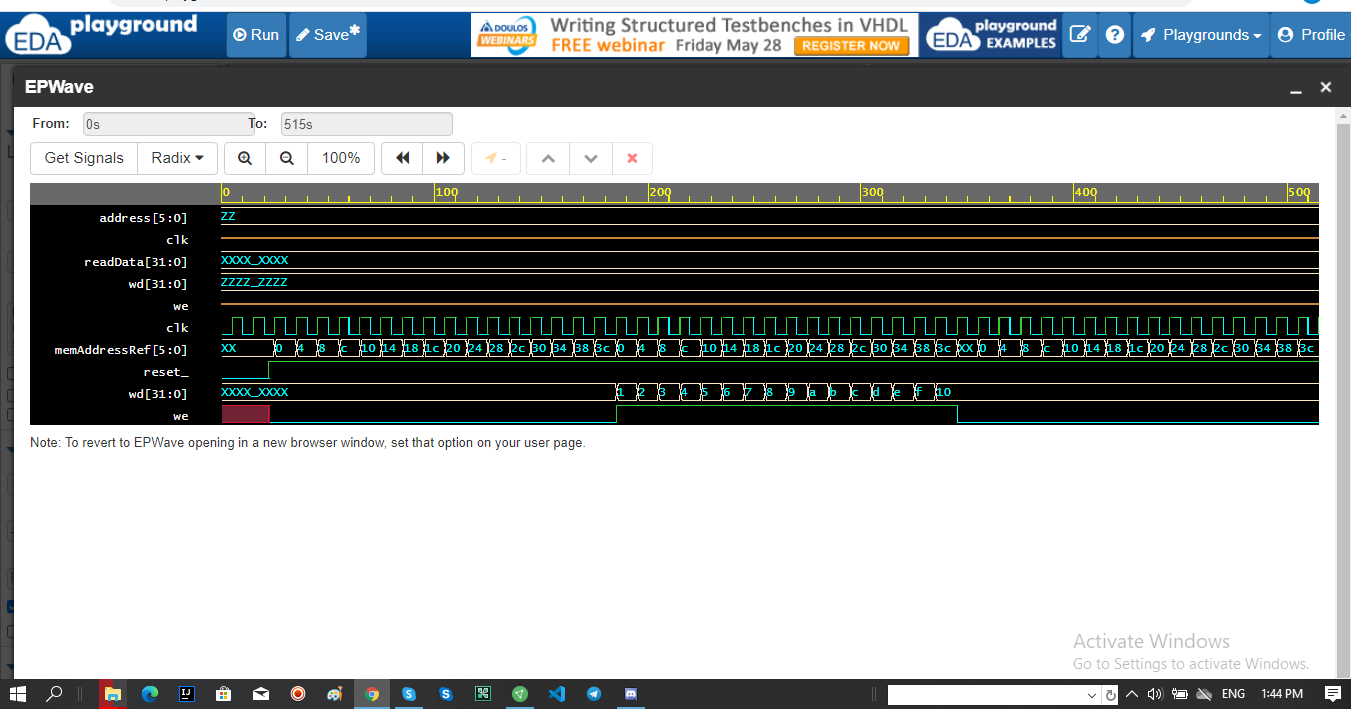 EDA playground
Run
Save*
DOULOS
WEBINARS
Writing Structured Testbenches in VHDL
FREE webinar Friday May 28 REGISTER NOW
EDA playground
EXAMPLES
Playgrounds
Profile
EPWave
From: 0s To: 515s
Get Signals Radix 100% -
0 100 200 300 400 500
address[5:0] ZZ
clk
readData[31:0] XXXX_XXXX
wd[31:0] ZZZZ_ZZZZ
we
clk
memAddressRef[5:0] XX 0 4 8 c 10 14 18 1c 20 24 28 2c 30 34 38 3c 0 4 8 c 10 14 18 1c 20 24 28 2c 30 34 38 3c XX 0 4 8 c 10 14 18 1c 20 24 28 2c 30 34 38 3c
reset_
wd[31:0] XXXX_XXXX 1 2 3 4 5 6 7 8 9 a b c d e f 10
we
Note: To revert to EPWave opening in a new browser window, set that option on your user page.
Activate Windows
Go to Settings to activate Windows.
ENG 1:44 PM